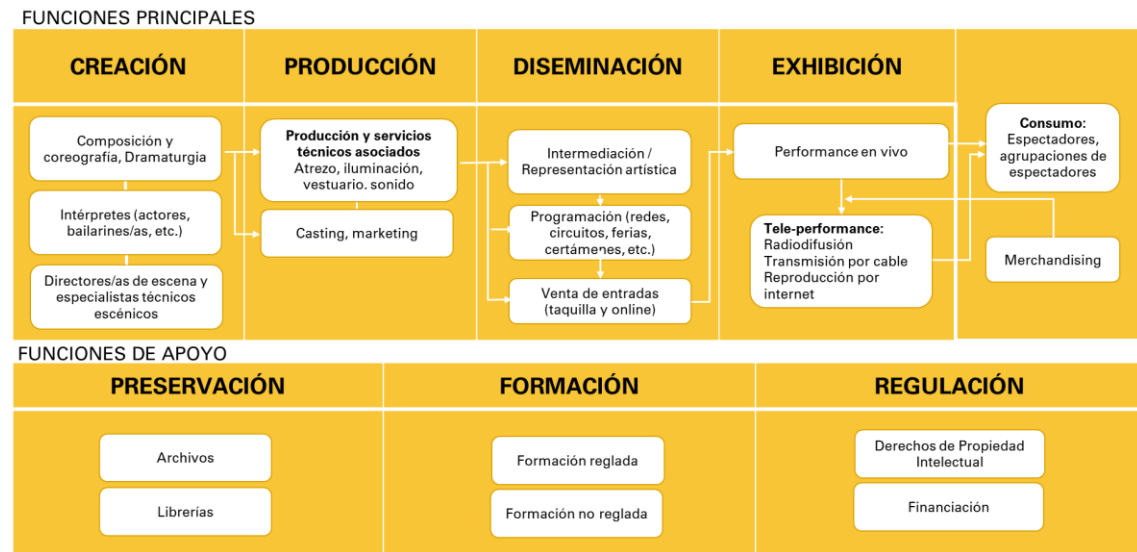 FUNCIONES PRINCIPALES
CREACIÓN
PRODUCCIÓN
DISEMINACIÓN
EXHIBICIÓN
Composición y
coreografía, Dramaturgia
Intérpretes (actores,
bailarines/as, etc.)
Directores/as de escena y
especialistas técnicos
escénicos
Producción y servicios
técnicos asociados
Atrezo, iluminación,
vestuario. sonido
Casting, marketing
Intermediación /
Representación artística
Programación (redes,
circuitos, ferias,
certámenes, etc.)
Venta de entradas
(taquilla y online)
Performance en vivo
Tele-performance:
Radiodifusión
Transmisión por cable
Reproducción por
internet
Consumo:
Espectadores,
agrupaciones de
espectadores
Merchandising
FUNCIONES DE APOYO
PRESERVACIÓN
FORMACIÓN
REGULACIÓN
Archivos
Librerías
Formación reglada
Formación no reglada
Derechos de Propiedad
Intelectual
Financiación